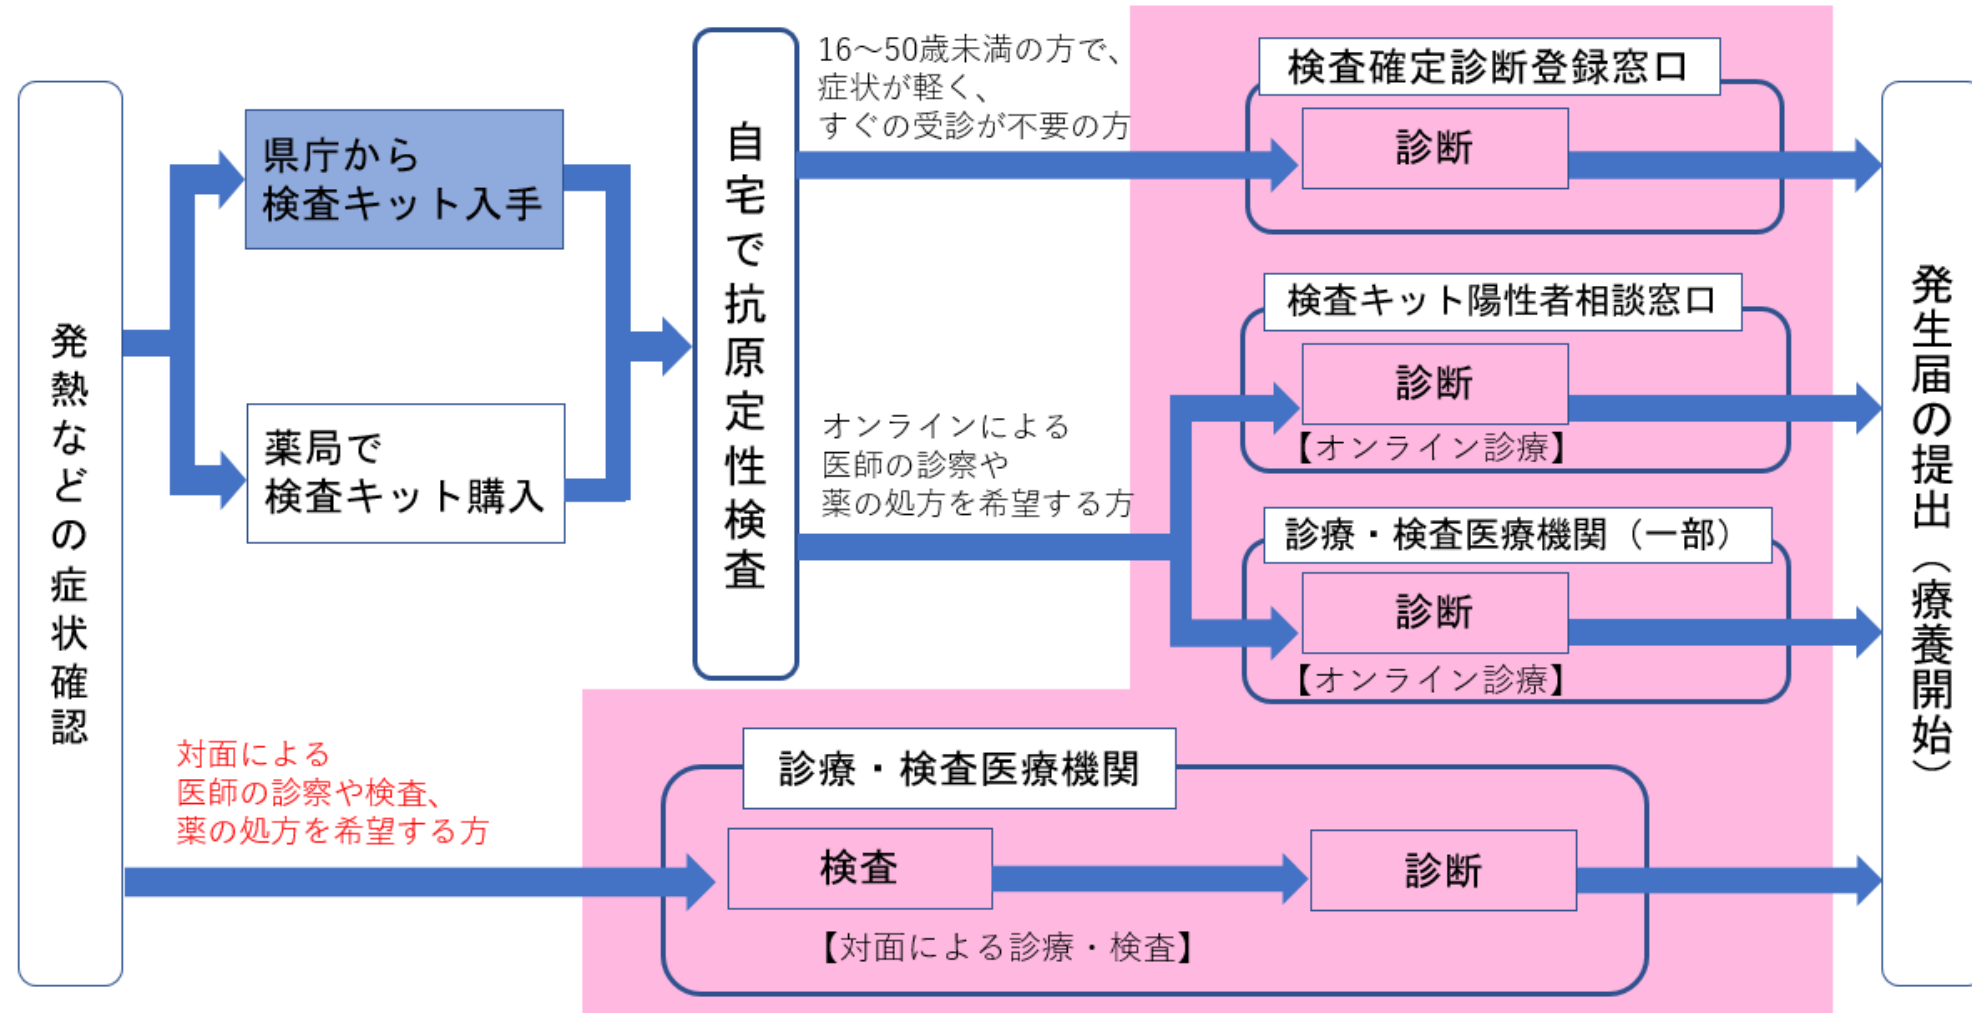 発熱などの症状確認
県庁から
検査キット入手
薬局で
検査キット購入
自宅で抗原定性検査
16～50歳未満の方で、
症状が軽く、
すぐの受診が不要の方
検査確定診断登録窓口
診断
オンラインによる
医師の診察や
薬の処方を希望する方
検査キット陽性者相談窓口
診断
【オンライン診療】
診療・検査医療機関（一部）
診断
【オンライン診療】
対面による
医師の診察や検査、
薬の処方を希望する方
診療・検査医療機関
検査
診断
【対面による診療・検査】
発生届の提出（療養開始）